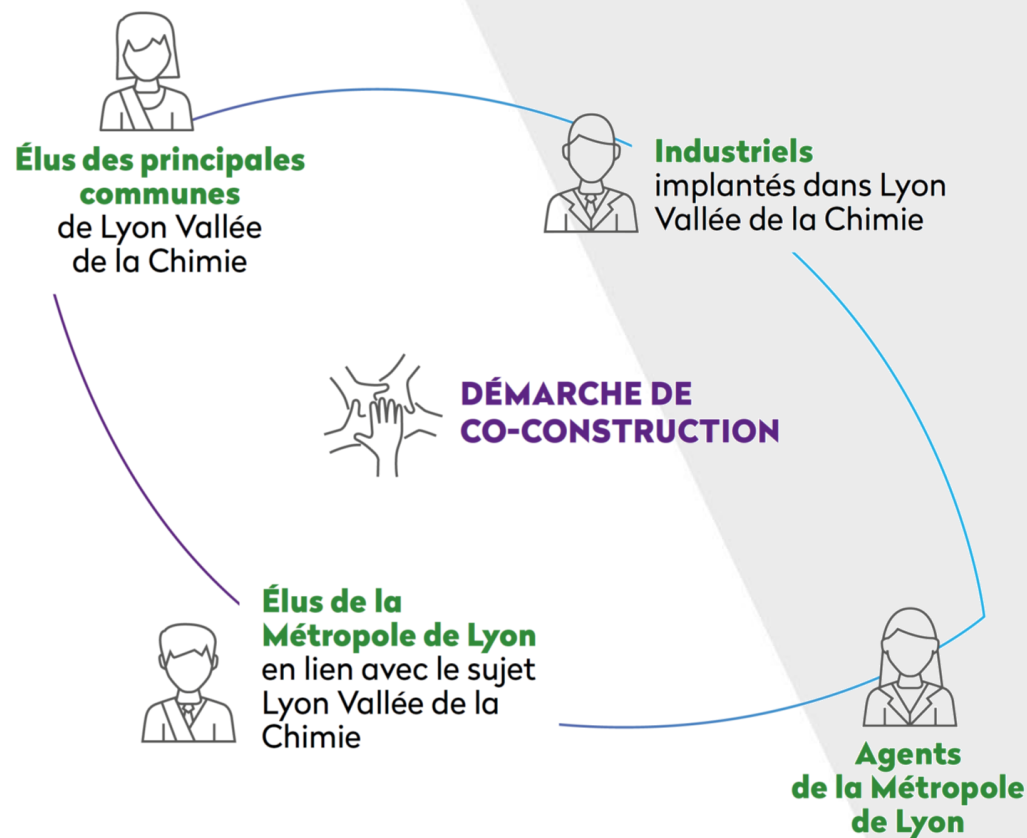 Élus des principales
communes
de Lyon Vallée
de la Chimie
Industriels
implantés dans Lyon
Vallée de la Chimie
DÉMARCHE DE
CO-CONSTRUCTION
Élus de la
Métropole de Lyon
en lien avec le sujet
Lyon Vallée de la
Chimie
Agents
de la Métropole
de Lyon